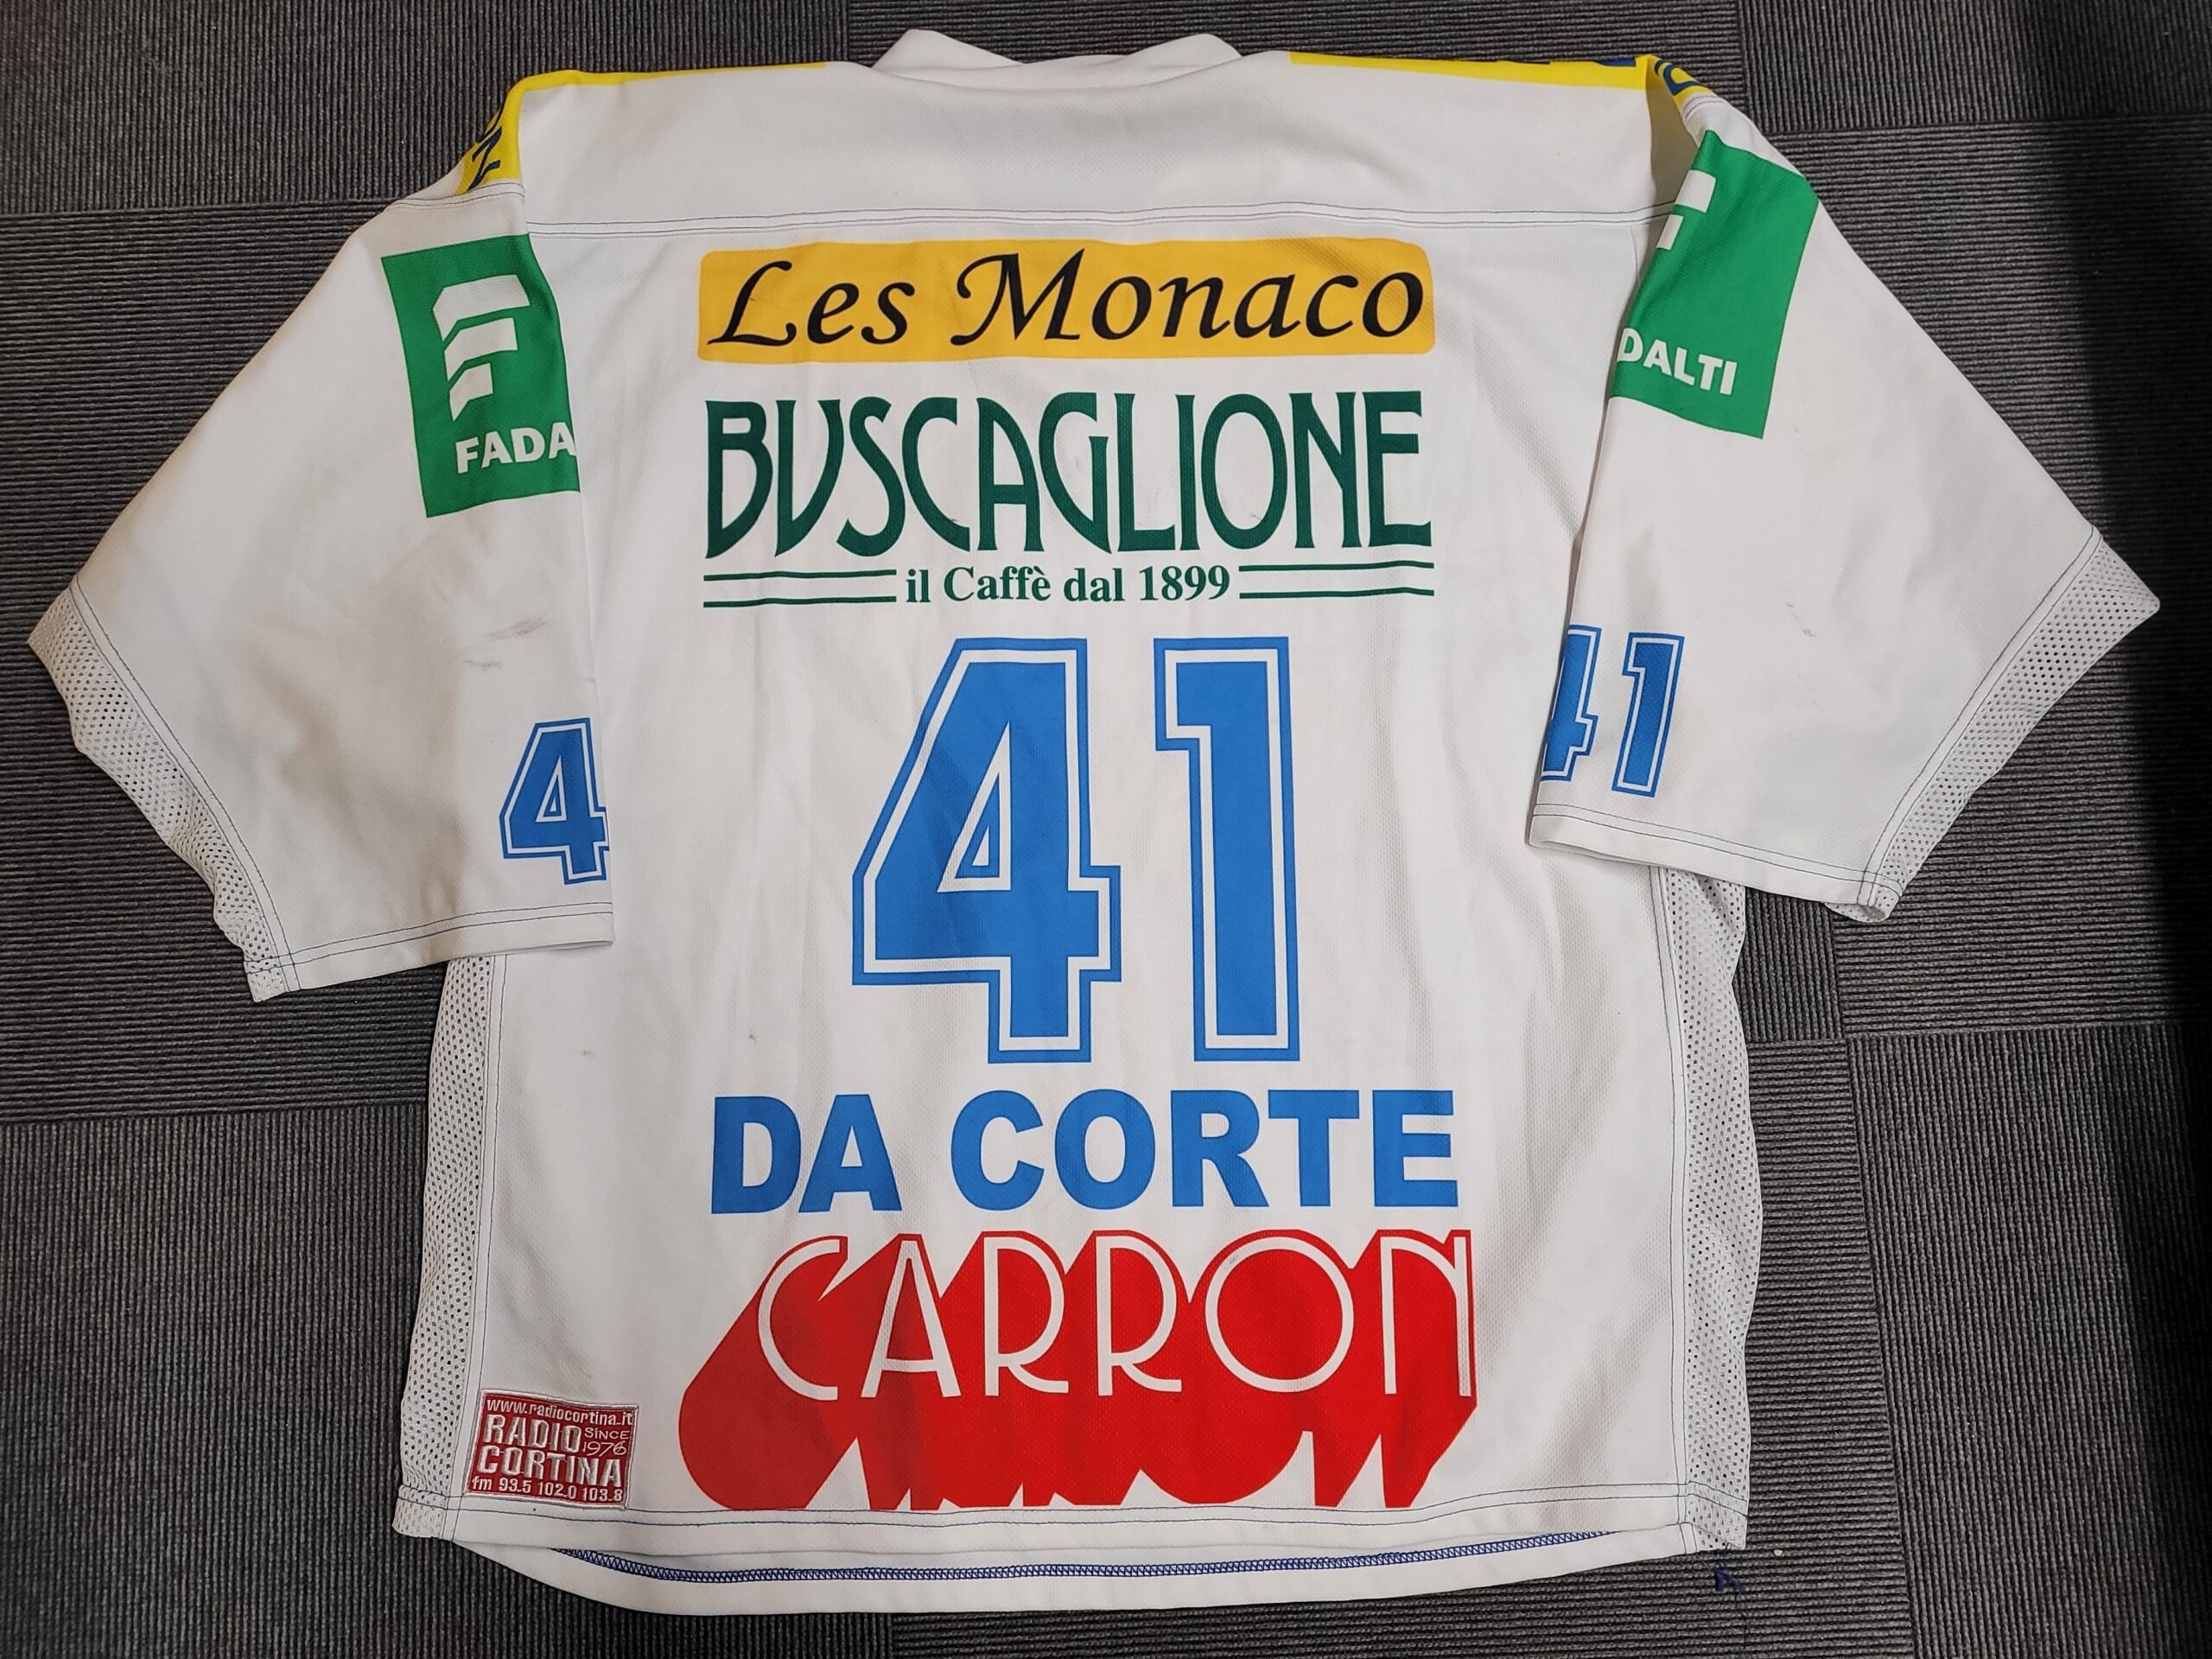 Les Monaco
FADA
DALTI
BUSCAGLIONE
il Caffè dal 1899
4
41
41
DA CORTE
CARRON
www.radiocortina.it
RADIO SINCE
1976
CORTINA
fm 93.5 102.0 103.8